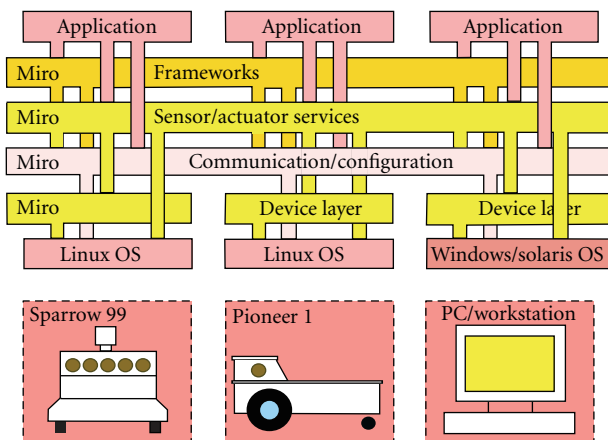 Application Application Application
Miro Frameworks
Miro Sensor/actuator services
Miro Communication/configuration
Miro Device layer Device layer
Linux OS Linux OS Windows/solaris OS
Sparrow 99 Pioneer 1 PC/workstation